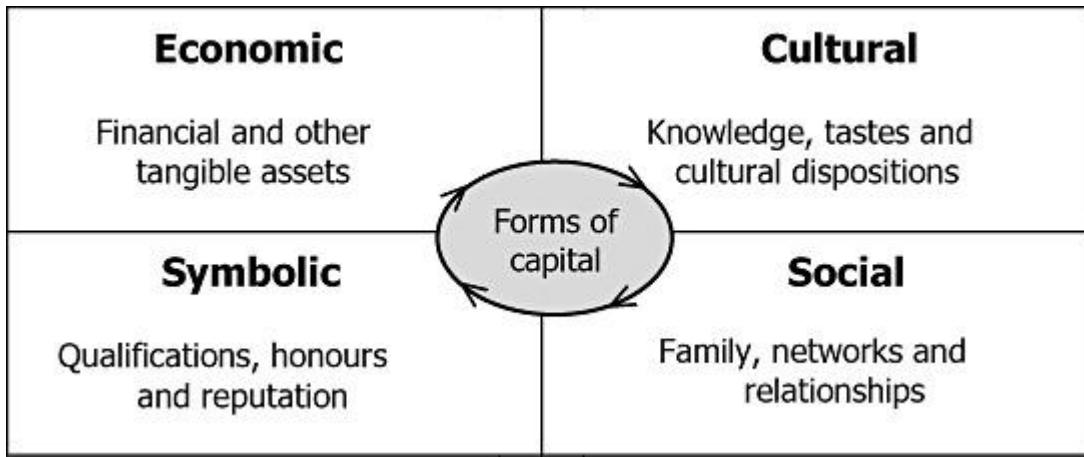 Economic
Financial and other
tangible assets
Cultural
Knowledge, tastes and
cultural dispositions
Forms of
capital
Symbolic
Qualifications, honours
and reputation
Social
Family, networks and
relationships